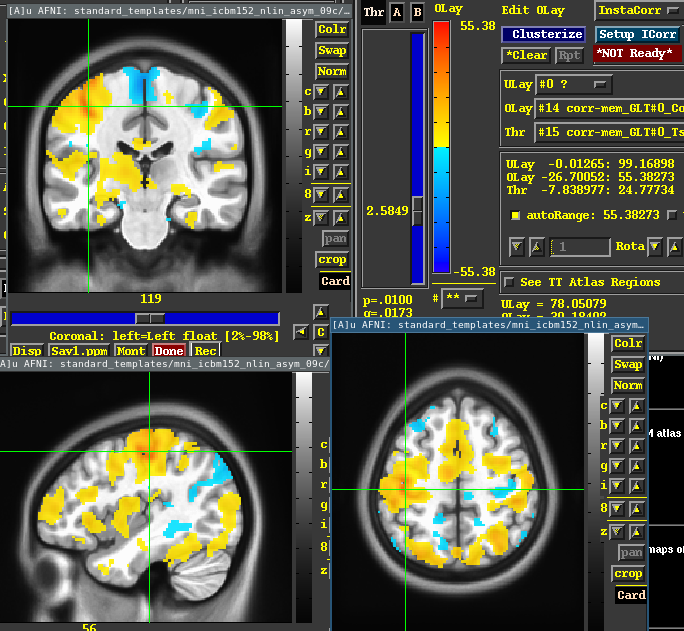 [A]u AFNI: standard_templates/mni_icbm152_nlin_asym_09c/…
Colr
Swap
Norm
c
b
r
g
i
8
z
pan
crop
Card
119
Coronal: left=Left float [2%-98%]
C
Disp Sav1.ppm Mont Done Rec
Thr A B OLay
55.38
2.5849
-55.38
p=.0100
q=.0173
# **
Edit OLay InstaCorr
Clusterize Setup ICorr
*Clear Rpt *NOT Ready*
ULay #0 ?
OLay #14 corr-mem_GLT#0_Co
Thr #15 corr-mem_GLT#0_Ts
ULay -0.01265: 99.16898
OLay -26.70052: 55.38273
Thr -7.838977: 24.77734
autoRange: 55.38273
1 Rota
See TT Atlas Regions
ULay = 78.05079
A]u AFNI: standard_templates/mni_icbm152_nlin_asym_09c/
c
b
r
g
i
8
z
56
[A]u AFNI: standard_templates/mni_icbm152_nlin_asym…
Colr
Swap
Norm
c
b
r
g
i
8
z
pan
crop
Card
atlas
maps o